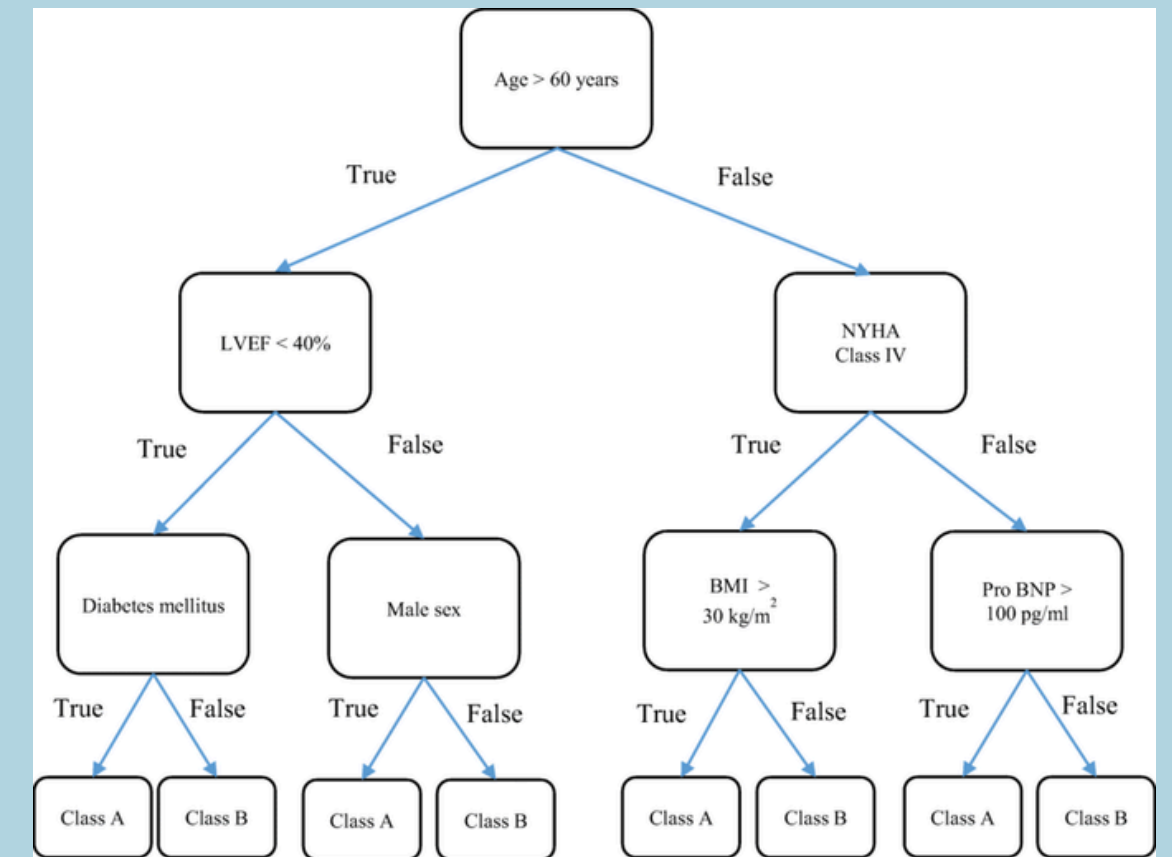 Age > 60 years
True
False
LVEF < 40%
NYHA
Class IV
True
False
True
False
Diabetes mellitus
Male sex
BMI >
30 kg/m²
Pro BNP >
100 pg/ml
True
False
True
False
True
False
True
False
Class A
Class B
Class A
Class B
Class A
Class B
Class A
Class B